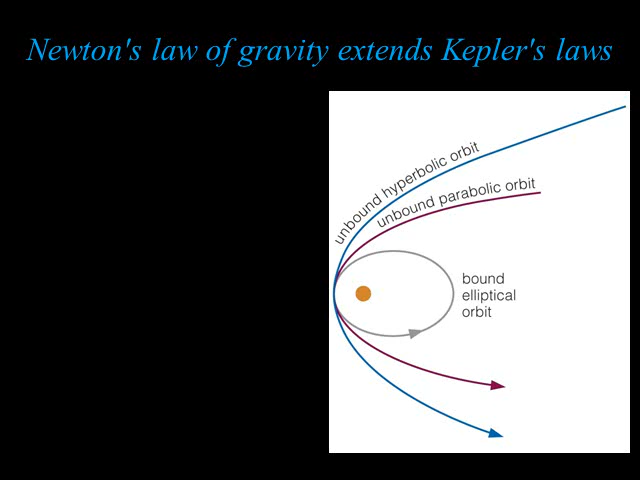 Newton's law of gravity extends Kepler's laws
unbound hyperbolic orbit
unbound parabolic orbit
bound
elliptical
orbit